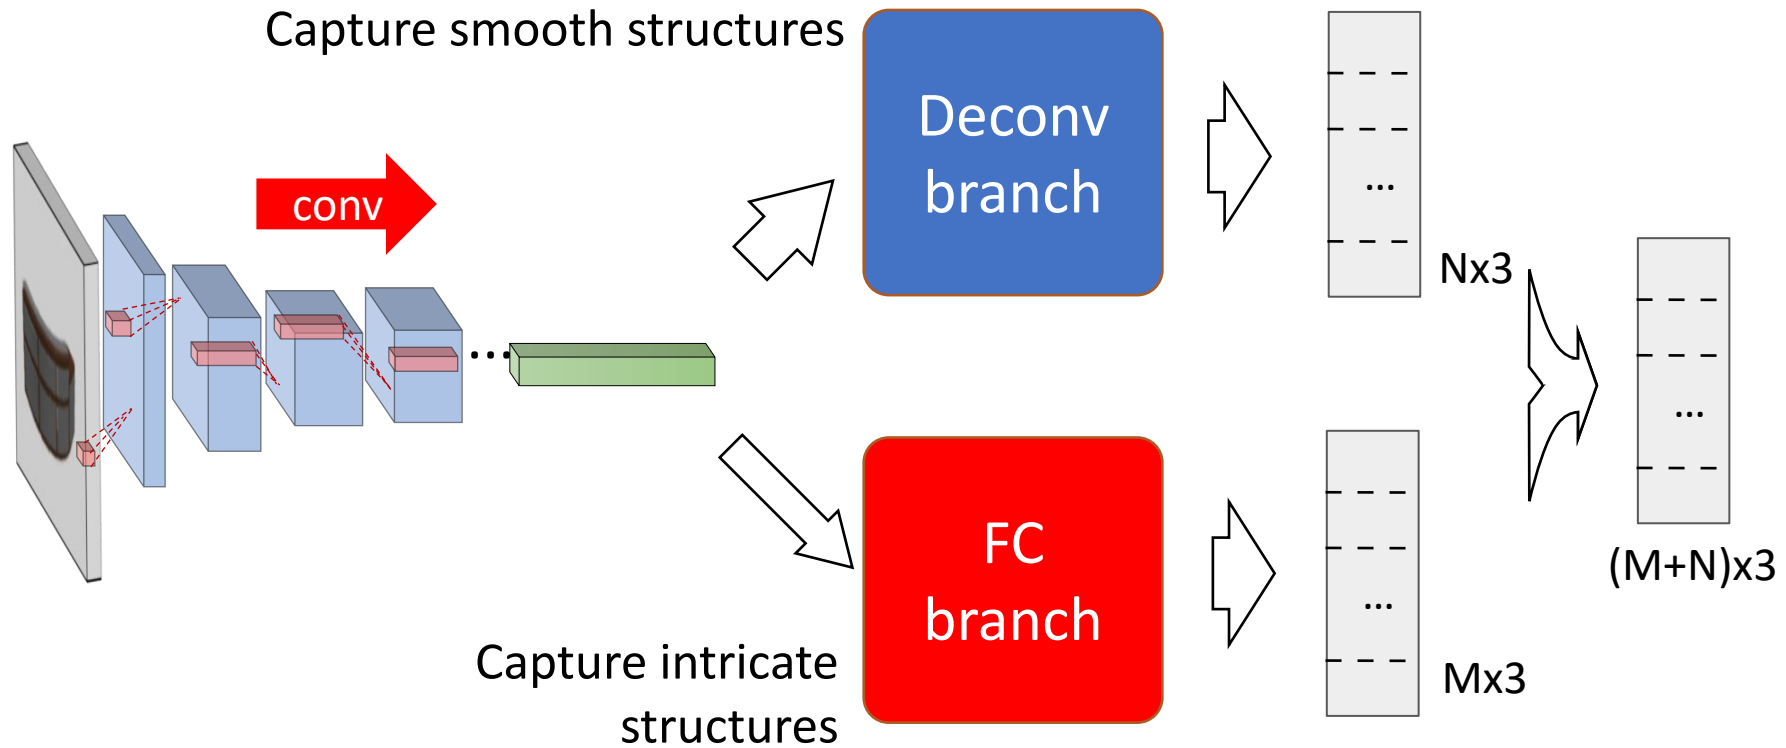 Capture smooth structures
Deconv
branch
...
Nx3
conv
...
FC
branch
...
Mx3
Capture intricate
structures
...
(M+N)x3